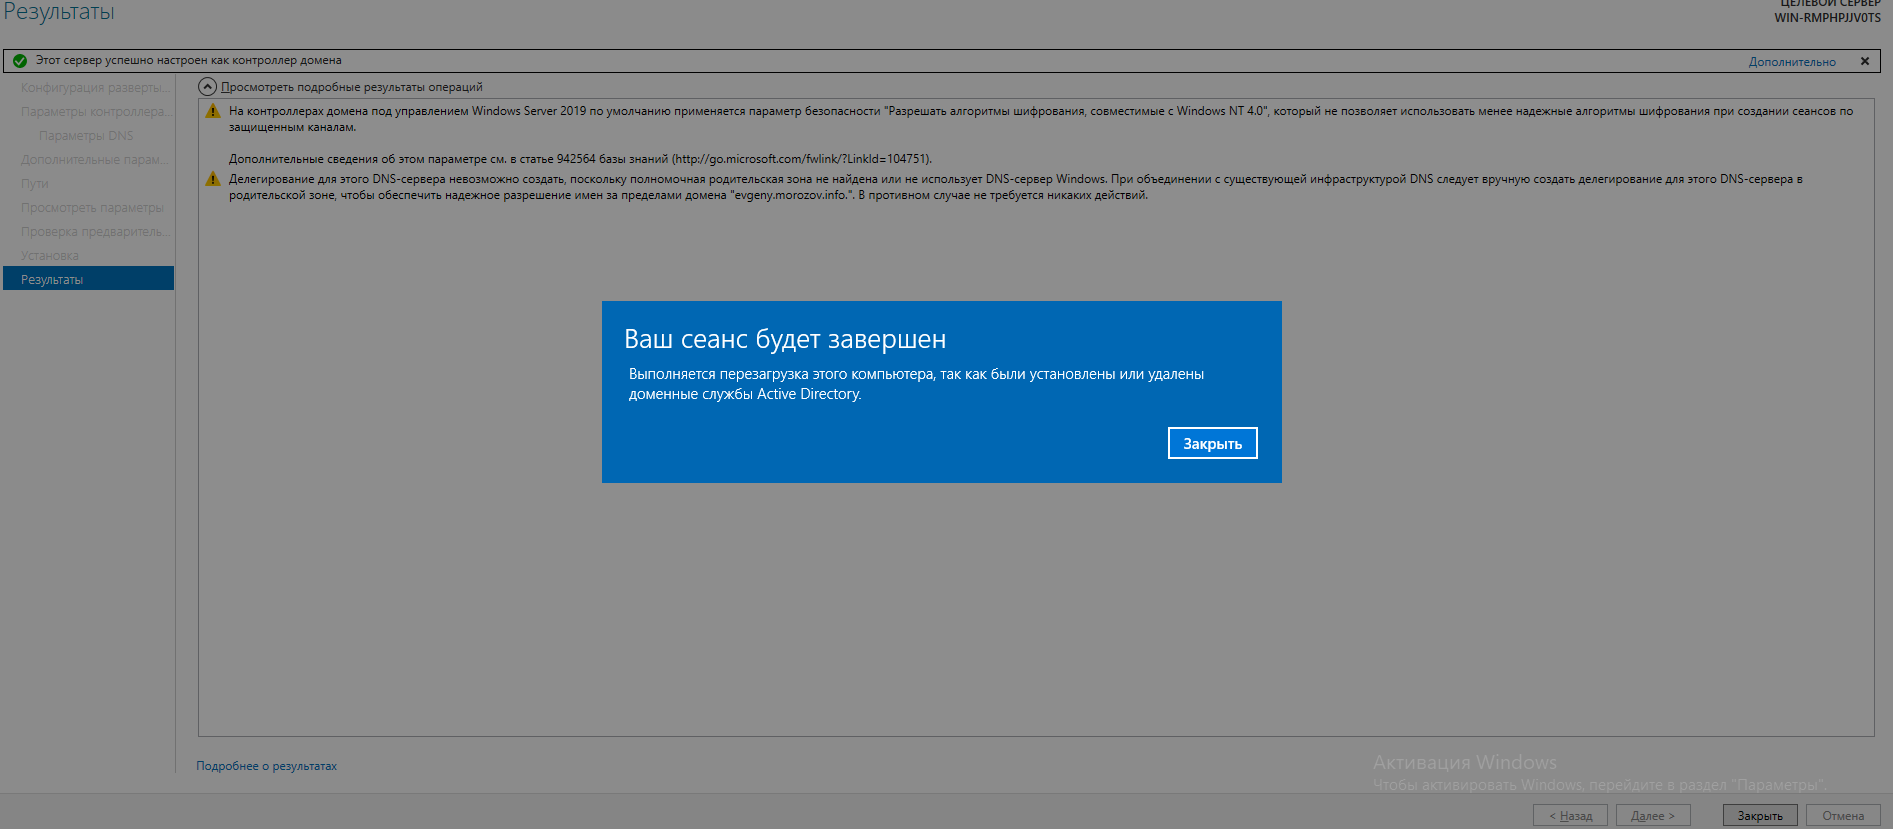 Результаты
ЦЕЛЕВОЙ СЕРВЕР
WIN-RMPHPJJV0TS
Этот сервер успешно настроен как контроллер домена
Дополнительно
Конфигурация разверты...
Параметры контроллера...
Параметры DNS
Дополнительные парам...
Пути
Просмотреть параметры
Проверка предваритель...
Установка
Результаты
Просмотреть подробные результаты операций
На контроллерах домена под управлением Windows Server 2019 по умолчанию применяется параметр безопасности "Разрешать алгоритмы шифрования, совместимые с Windows NT 4.0", который не позволяет использовать менее надежные алгоритмы шифрования при создании сеансов по
защищенным каналам.
Дополнительные сведения об этом параметре см. в статье 942564 базы знаний (http://go.microsoft.com/fwlink/?LinkId=104751).
Делегирование для этого DNS-сервера невозможно создать, поскольку полномочная родительская зона не найдена или не использует DNS-сервер Windows. При объединении с существующей инфраструктурой DNS следует вручную создать делегирование для этого DNS-сервера в
родительской зоне, чтобы обеспечить надежное разрешение имен за пределами домена "evgeny.morozov.info.". В противном случае не требуется никаких действий.
Ваш сеанс будет завершен
Выполняется перезагрузка этого компьютера, так как были установлены или удалены
доменные службы Active Directory.
Закрыть
Подробнее о результатах
Активация Windows
Чтобы активировать Windows, перейдите в раздел "Параметры".
< Назад
Далее >
Закрыть
Отмена